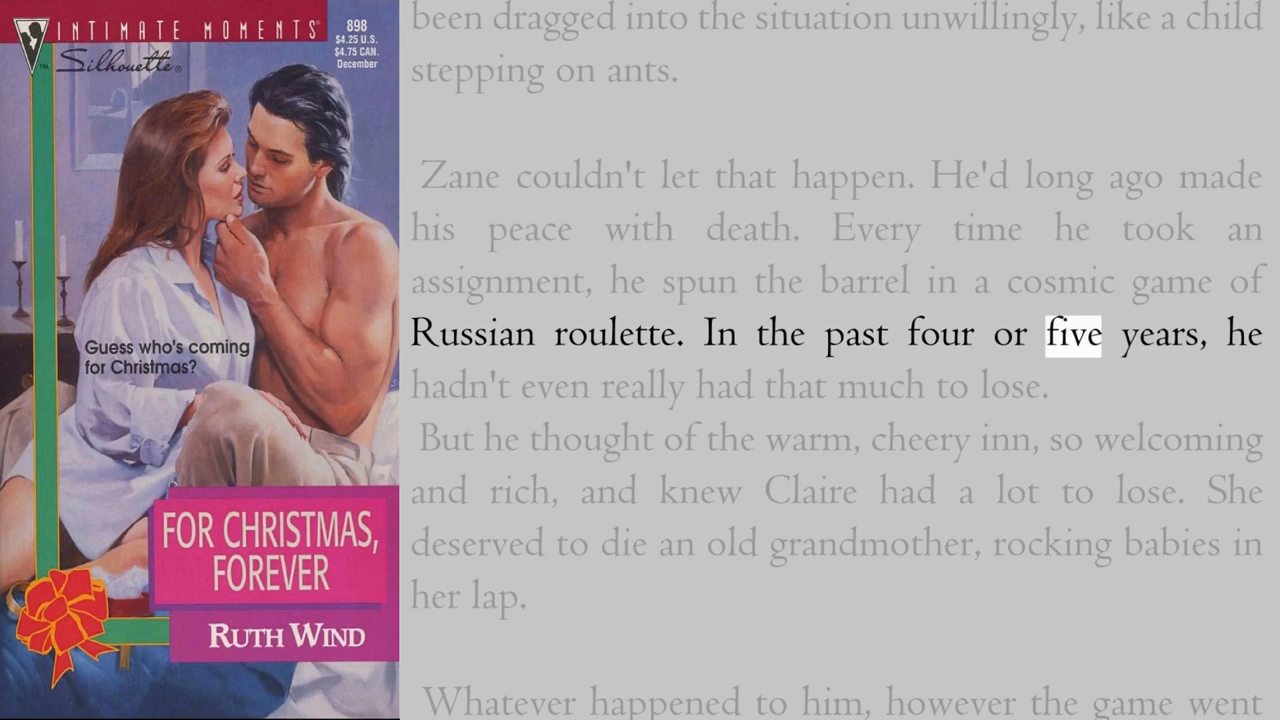 INTIMATE MOMENTS®
Silhouette®
TM
898
$4.25 U.S.
$4.75 CAN.
December
Guess who's coming
for Christmas?
FOR CHRISTMAS,
FOREVER
RUTH WIND
been dragged into the situation unwillingly, like a child
stepping on ants.
Zane couldn't let that happen. He'd long ago made
his peace with death. Every time he took an
assignment, he spun the barrel in a cosmic game of
Russian roulette. In the past four or five years, he
hadn't even really had that much to lose.
But he thought of the warm, cheery inn, so welcoming
and rich, and knew Claire had a lot to lose. She
deserved to die an old grandmother, rocking babies in
her lap.
Whatever happened to him, however the game went